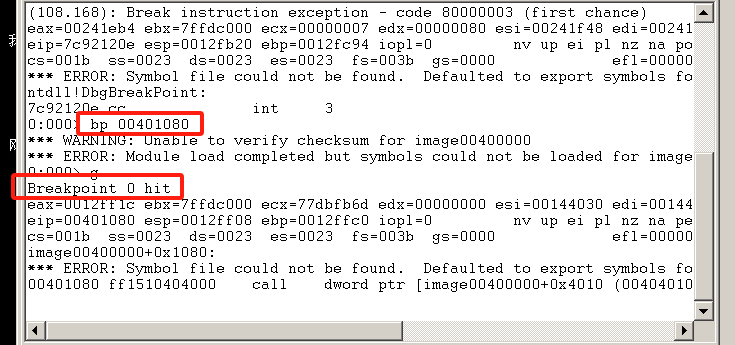 (108.168): Break instruction exception - code 80000003 (first chance)
eax=00241eb4 ebx=7ffdc000 ecx=00000007 edx=00000080 esi=00241f48 edi=00241
eip=7c92120e esp=0012fb20 ebp=0012fc94 iopl=0 nv up ei pl nz na po
cs=001b ss=0023 ds=0023 es=0023 fs=003b gs=0000 efl=00000
*** ERROR: Symbol file could not be found. Defaulted to export symbols fo
ntdll!DbgBreakPoint:
7c92120e cc int 3
0:000> bp 00401080
*** WARNING: Unable to verify checksum for image00400000
*** ERROR: Module load completed but symbols could not be loaded for image
0:000> g
Breakpoint 0 hit
eax=0012ff1c ebx=7ffdc000 ecx=77dbfb6d edx=00000000 esi=00144030 edi=00144
eip=00401080 esp=0012ff08 ebp=0012ffc0 iopl=0 nv up ei pl nz na pe
cs=001b ss=0023 ds=0023 es=0023 fs=003b gs=0000 efl=00000
image00400000+0x1080:
*** ERROR: Symbol file could not be found. Defaulted to export symbols fo
00401080 ff1510404000 call dword ptr [image00400000+0x4010 (00404010